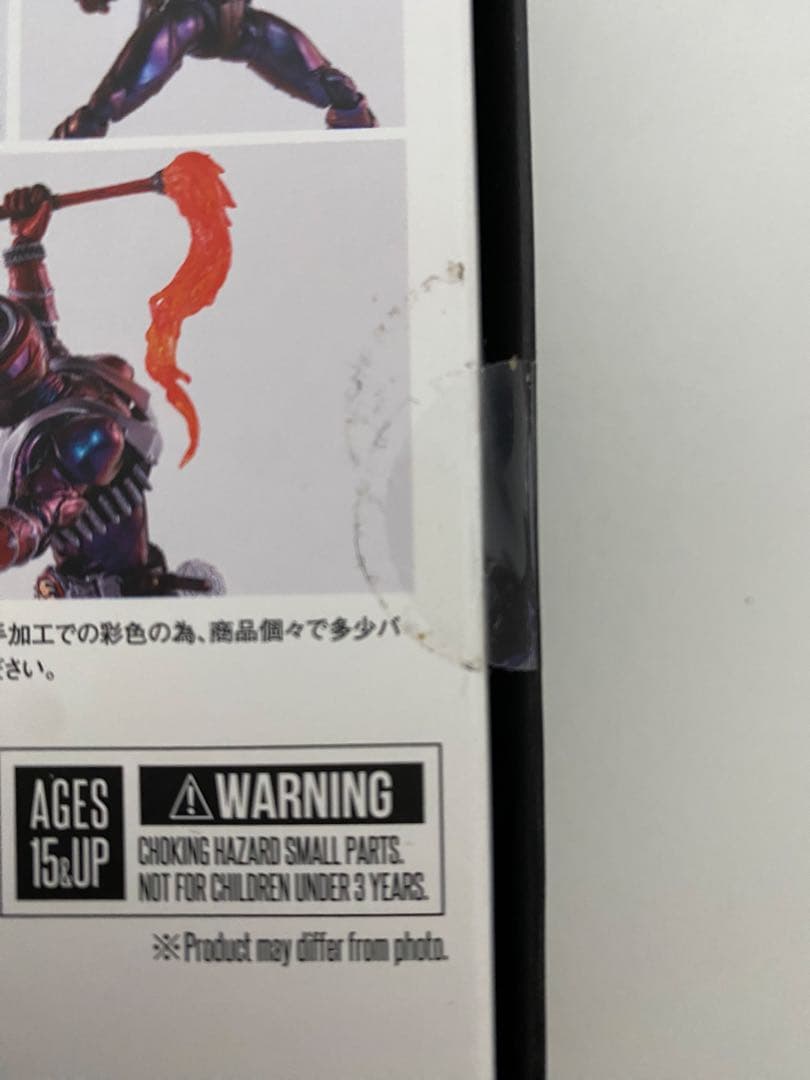 手加工での彩色の為、商品個々で多少バ
ださい。
AGES
15&UP
WARNING
CHOKING HAZARD SMALL PARTS.
NOT FOR CHILDREN UNDER 3 YEARS.
※Product may differ from photo.